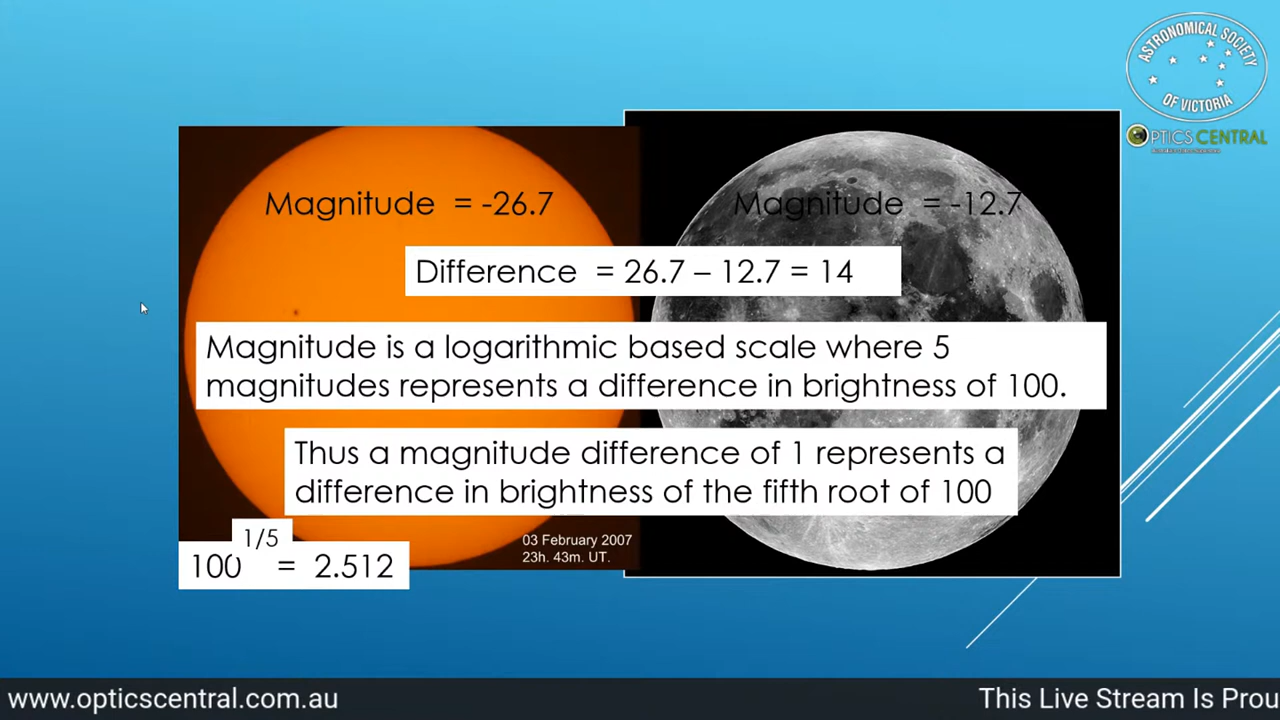 ASTRONOMICAL SOCIETY
OF VICTORIA
OPTICS CENTRAL
Magnitude = -26.7
Magnitude = -12.7
Difference = 26.7 – 12.7 = 14
Magnitude is a logarithmic based scale where 5
magnitudes represents a difference in brightness of 100.
Thus a magnitude difference of 1 represents a
difference in brightness of the fifth root of 100
03 February 2007
23h. 43m. UT.
1/5
100 = 2.512
www.opticscentral.com.au
This Live Stream Is Prou